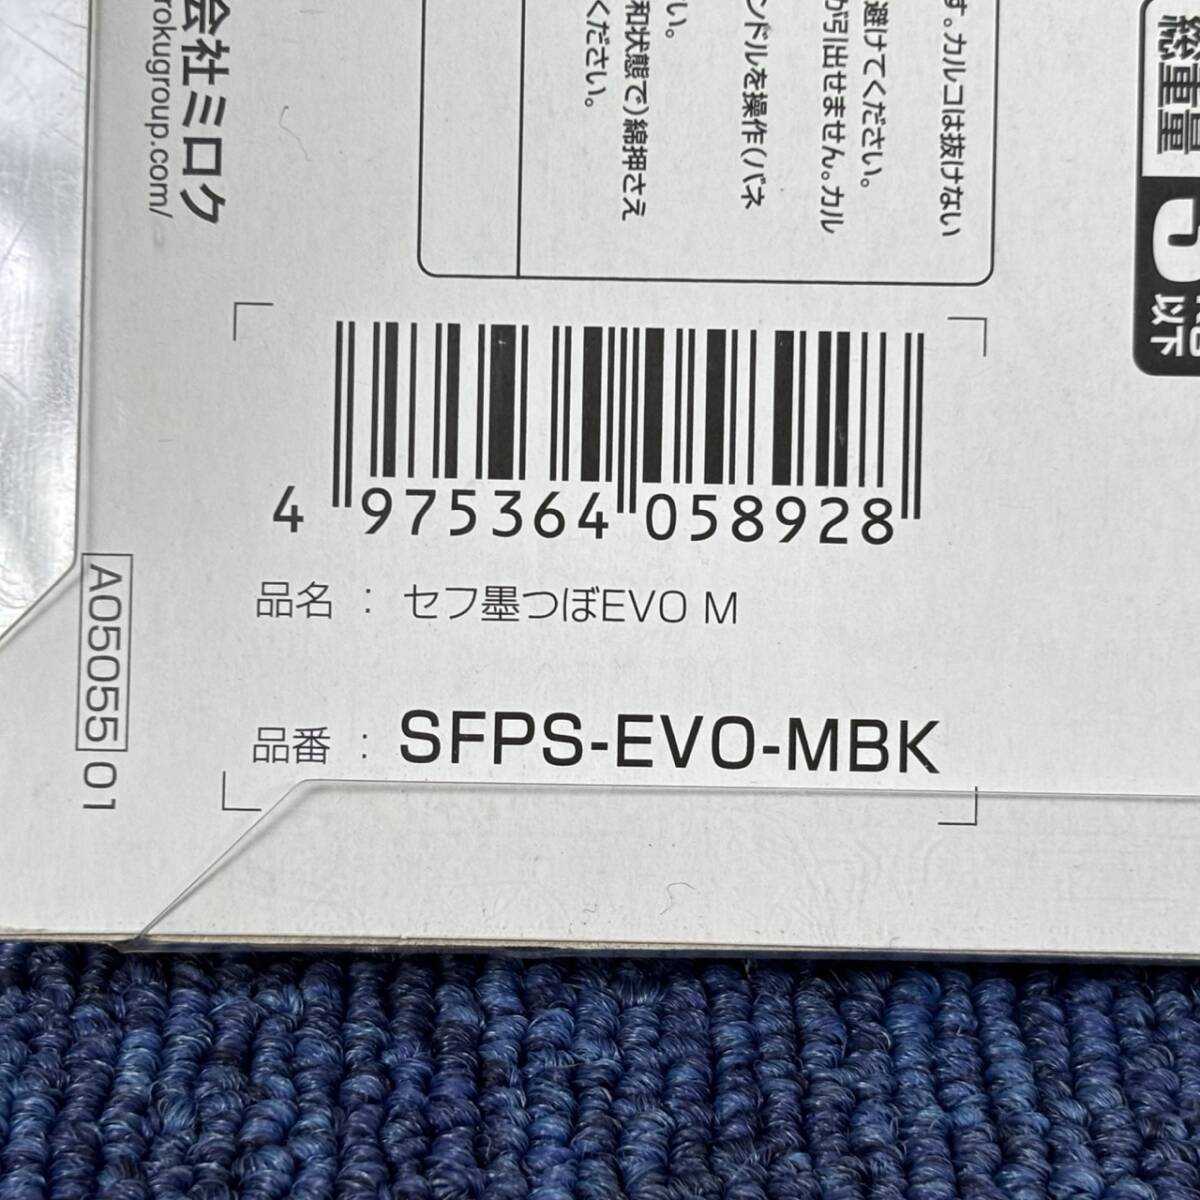 会社ミロク
rokugroup.com/
す。カルコは抜けない
避けてください。
が引出せません。カル
ンドルを操作(バネ
い。
和状態で)綿押さえ
ください。
総重量
以下
4 975364 058928
品名 : セフ墨つぼEVO M
品番 : SFPS-EVO-MBK
A05055 01